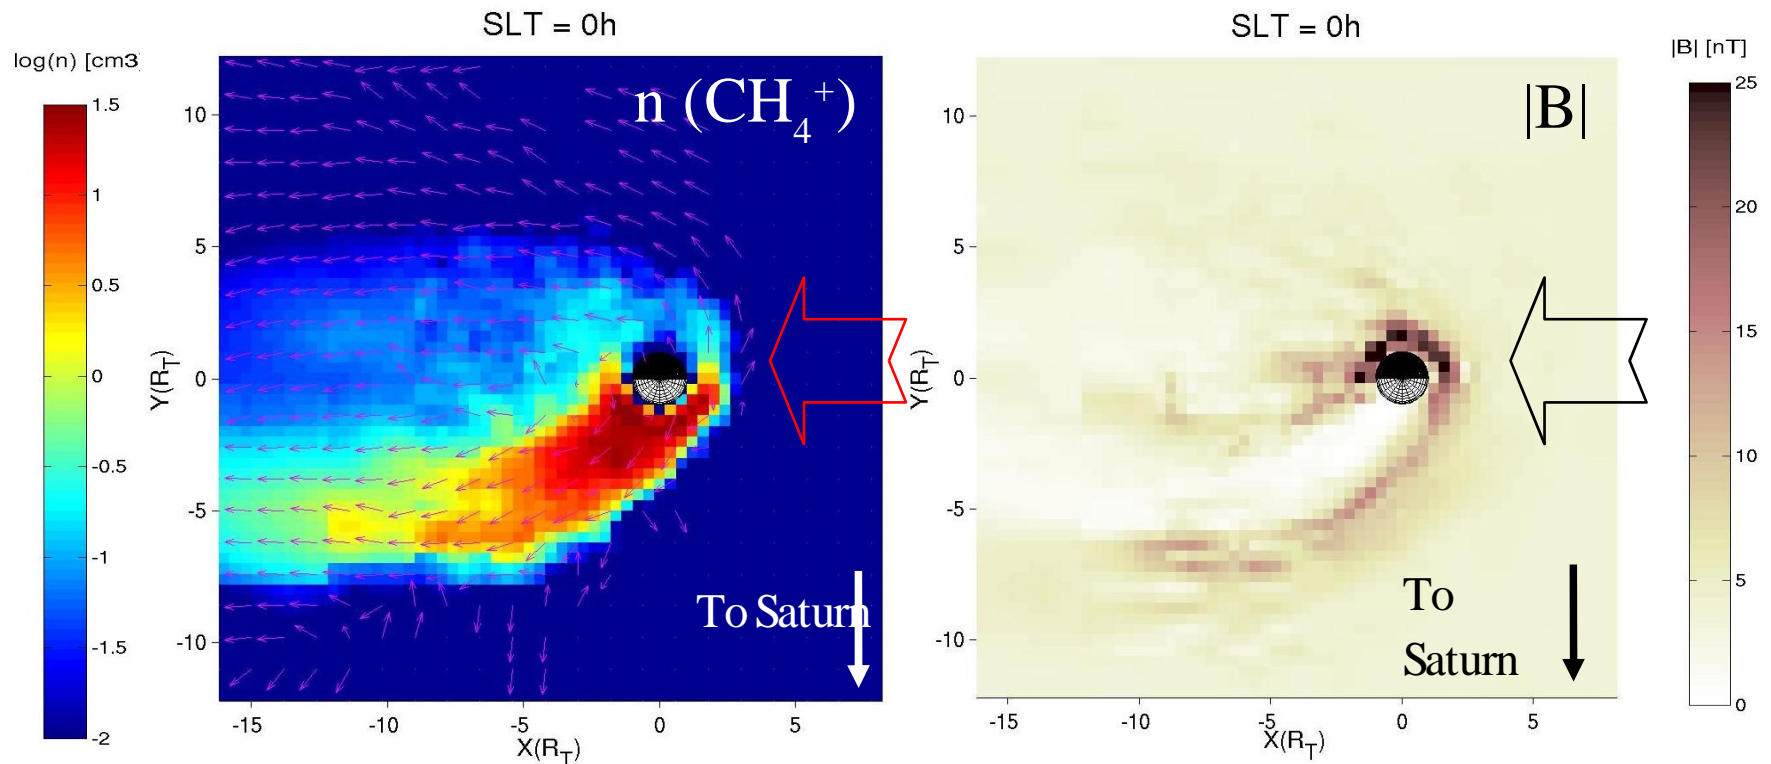 SLT = 0h
log(n) [cm3
n (CH4+)
1.5
1
0.5
0
-0.5
-1
-1.5
-2
10
5
0
-5
-10
Y(RT)
To Saturn
-15
-10
-5
0
5
X(RT)
SLT = 0h
|B| [nT]
|B|
10
5
0
-5
-10
Y(RT)
To
Saturn
-15
-10
-5
0
5
X(RT)
25
20
15
10
5
0